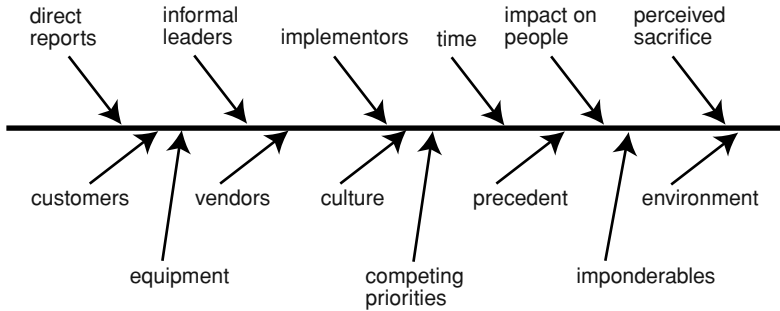 direct
reports
informal
leaders
implementors
time
impact on
people
perceived
sacrifice
customers
vendors
culture
precedent
environment
equipment
competing
priorities
imponderables